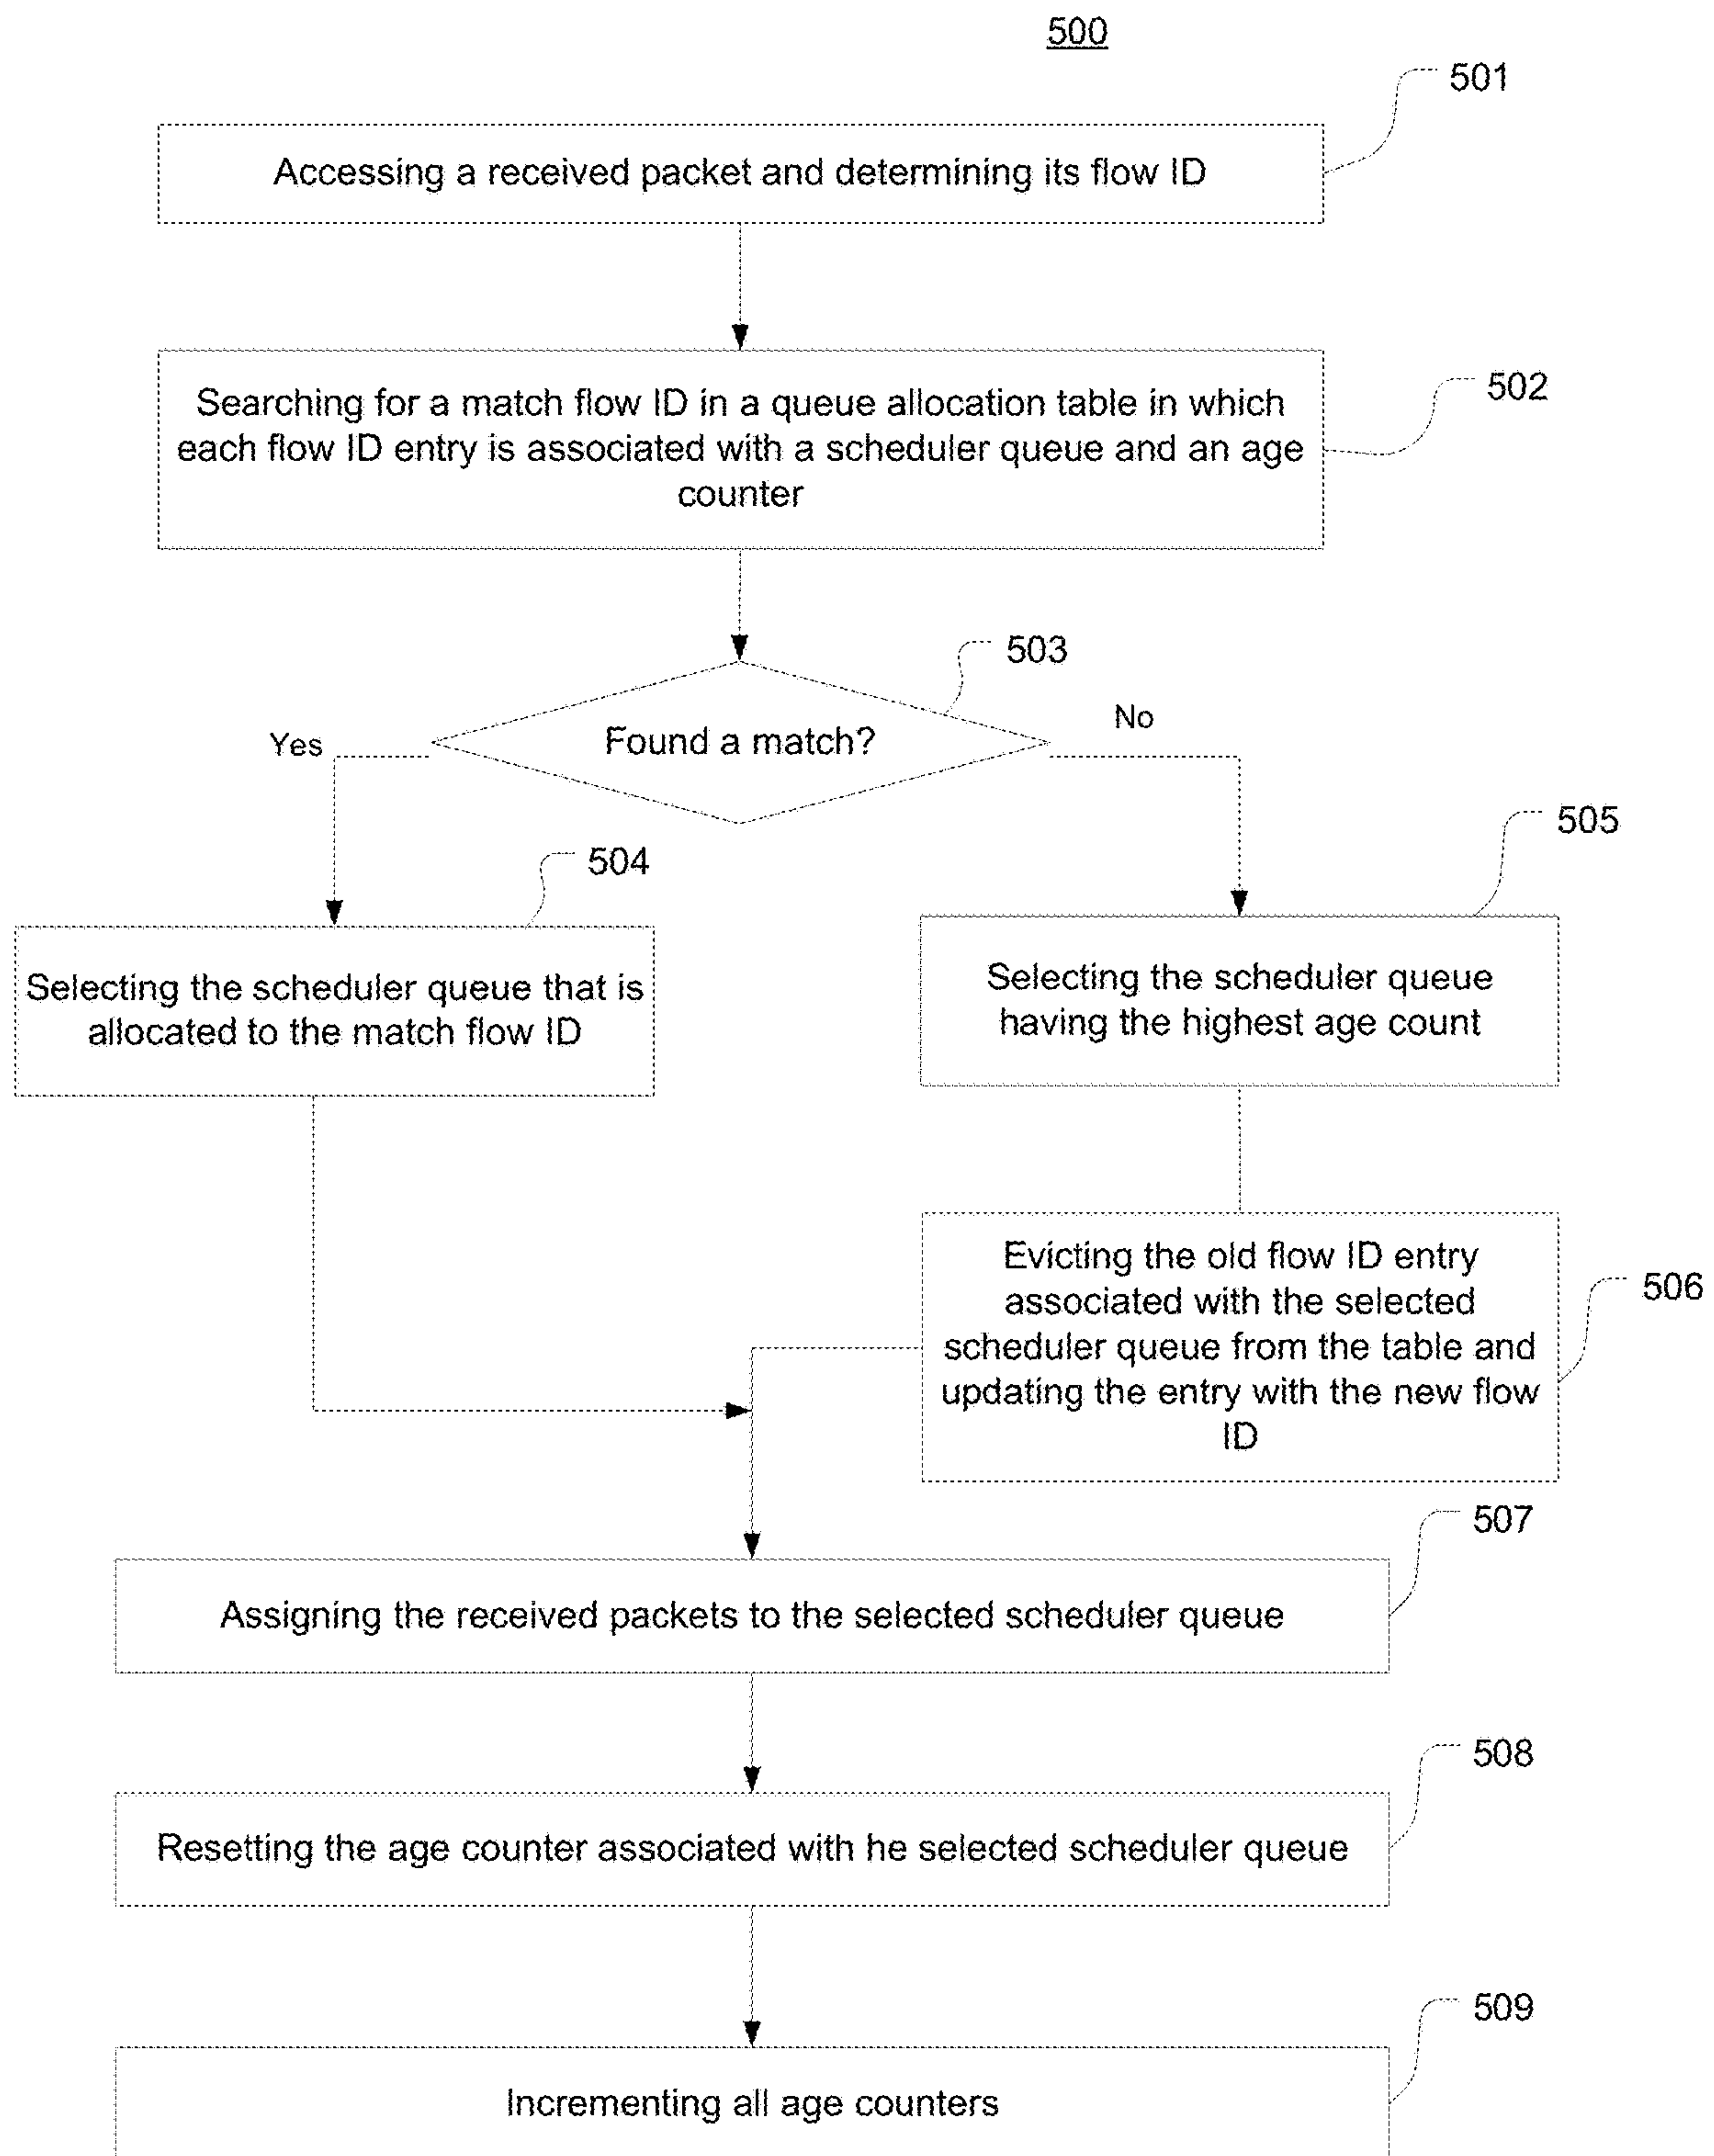 500
501
Accessing a received packet and determining its flow ID
502
Searching for a match flow ID in a queue allocation table in which
each flow ID entry is associated with a scheduler queue and an age
counter
503
Found a match?
Yes
No
504
505
Selecting the scheduler queue that is
allocated to the match flow ID
Selecting the scheduler queue
having the highest age count
506
Evicting the old flow ID entry
associated with the selected
scheduler queue from the table and
updating the entry with the new flow
ID
507
Assigning the received packets to the selected scheduler queue
508
Resetting the age counter associated with he selected scheduler queue
509
Incrementing all age counters